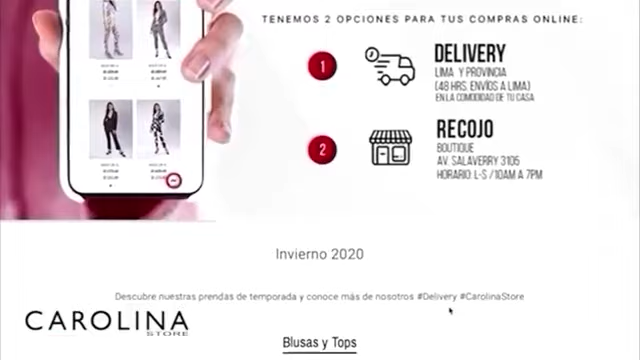 TENEMOS 2 OPCIONES PARA TUS COMPRAS ONLINE:
1
DELIVERY
LIMA Y PROVINCIA
(48 HRS. ENVÍOS A LIMA)
EN LA COMODIDAD DE TU CASA
2
RECOJO
BOUTIQUE
AV. SALAVERRY 3105
HORARIO: L-S / 10AM A 7PM
Invierno 2020
Descubre nuestras prendas de temporada y conoce más de nosotros #Delivery #CarolinaStore
CAROLINA
STORE
Blusas y Tops